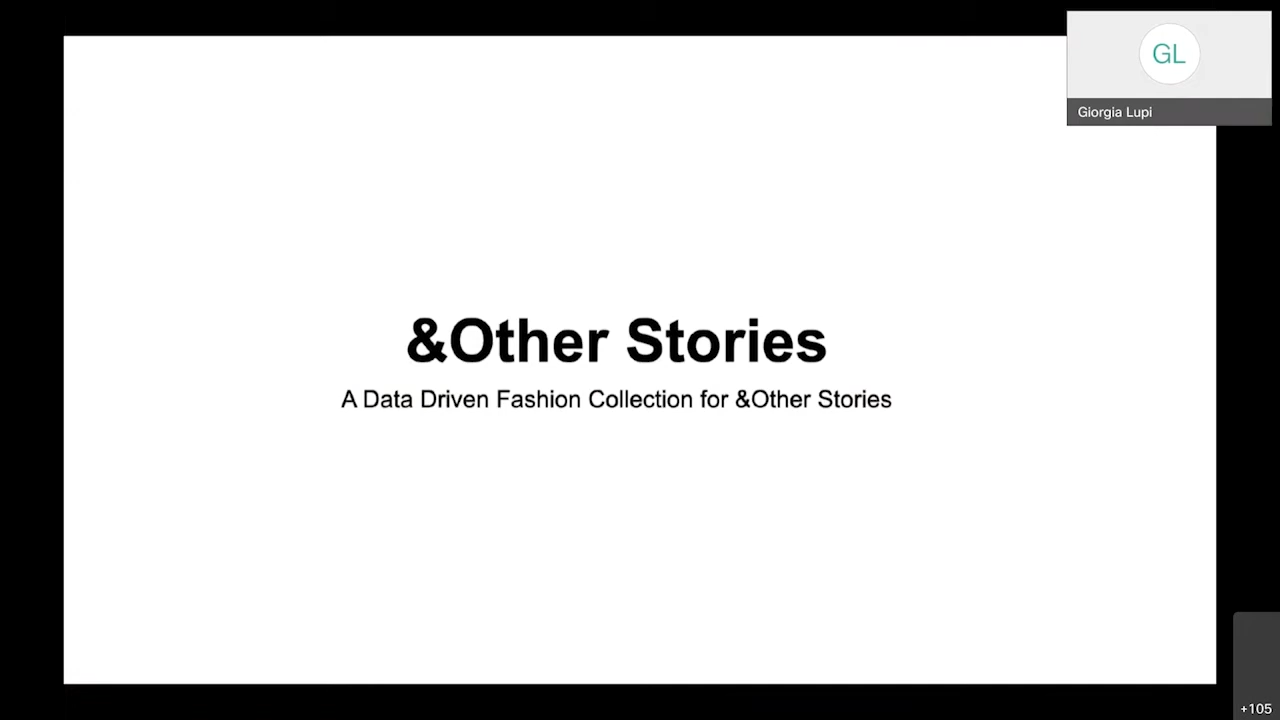 GL
Giorgia Lupi
&Other Stories
A Data Driven Fashion Collection for &Other Stories
+105